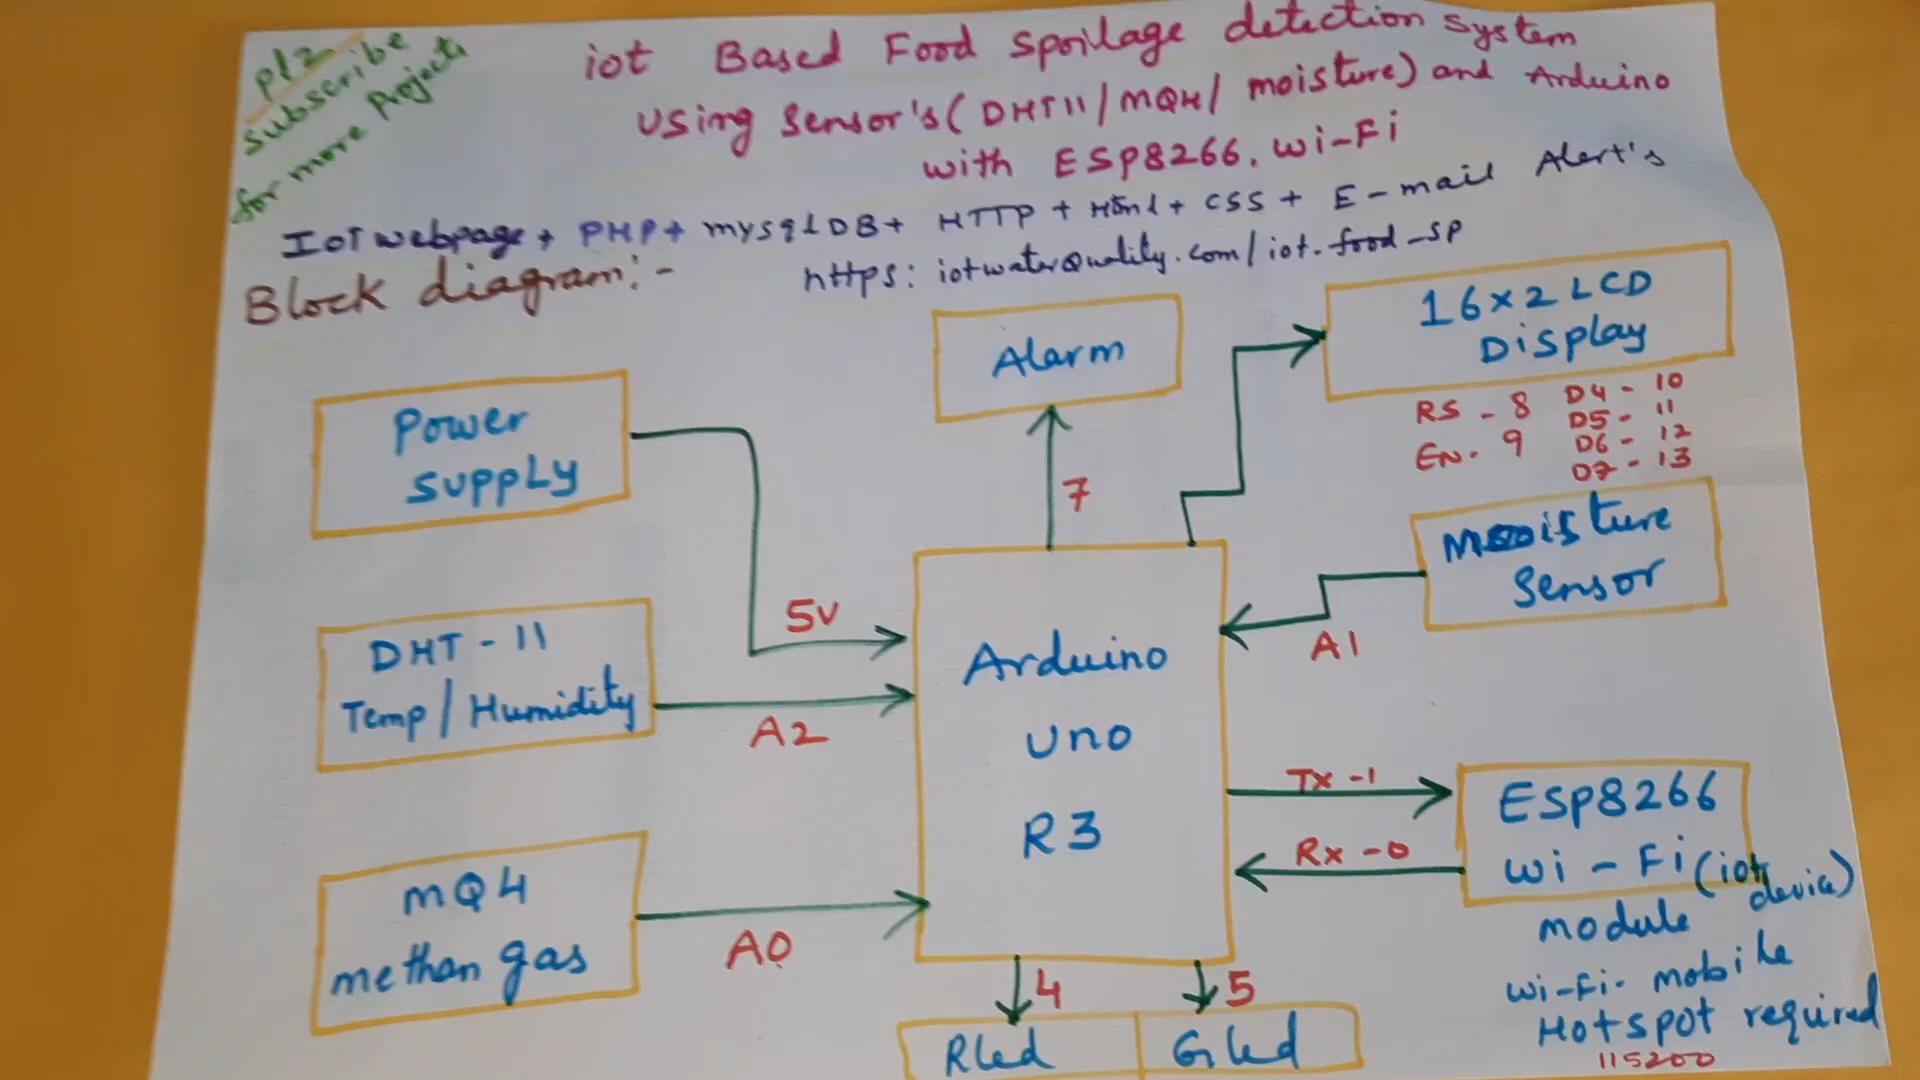 plz
subscribe
for more projects
iot Based Food spoilage detection system
using Sensor's (DHT11/MQ4/ moisture) and Arduino
with ESP8266. Wi-Fi
IoT webpage + PHP + mysqlDB + HTTP + Html + CSS + E-mail Alert's
https: iotwaterQuality.com/iot.food_sp
Block diagram:-
Alarm
16x2 LCD
Display
RS - 8
EN - 9
D4 - 10
D5 - 11
D6 - 12
D7 - 13
Power
supply
7
5V
Moisture
Sensor
A1
DHT-11
Temp/Humidity
A2
Arduino
uno
R3
Tx -1
Rx -0
ESP8266
Wi-Fi (iot device)
module
Wi-Fi- mobile
Hotspot required
115200
MQ4
methan gas
A0
4
5
Rled
Gled